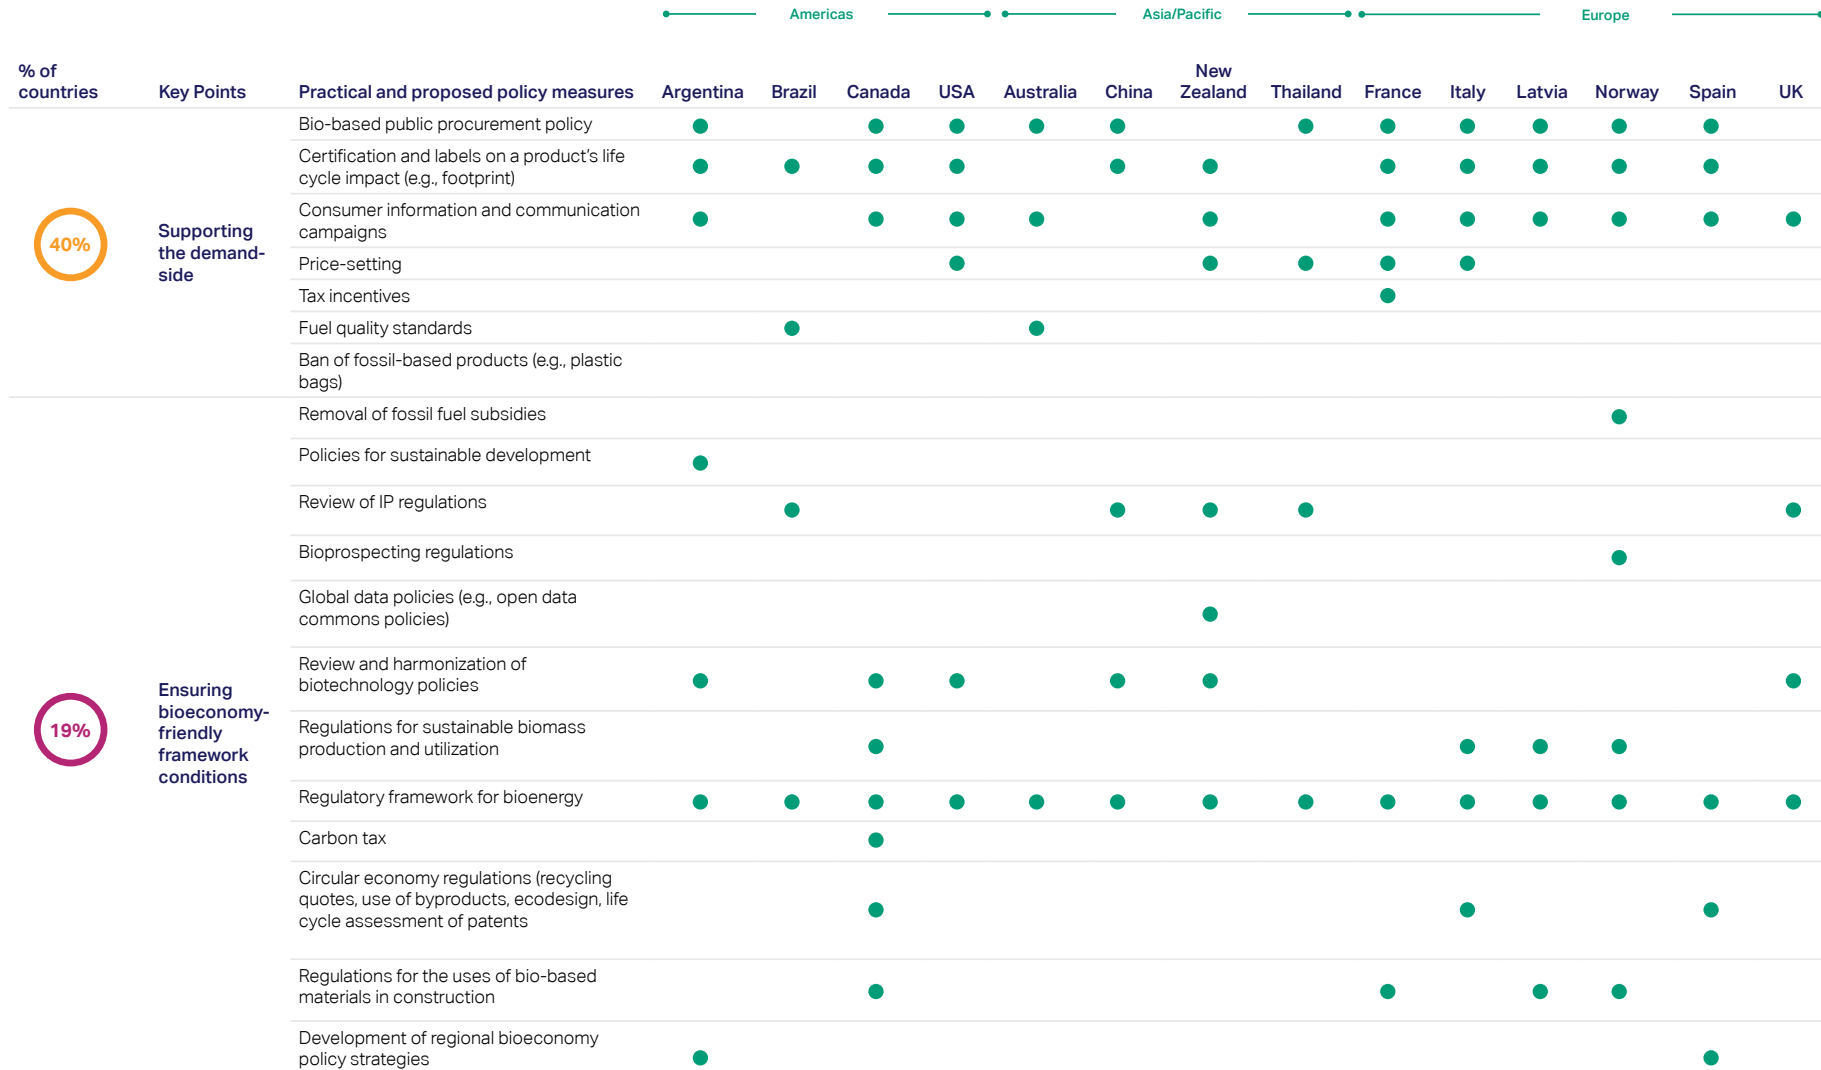 Americas
Asia/Pacific
Europe
% of
countries
Key Points
Practical and proposed policy measures
Argentina
Brazil
Canada
USA
Australia
China
New
Zealand
Thailand
France
Italy
Latvia
Norway
Spain
UK
40%
Supporting
the demand-
side
Bio-based public procurement policy
Certification and labels on a product's life
cycle impact (e.g., footprint)
Consumer information and communication
campaigns
Price-setting
Tax incentives
Fuel quality standards
Ban of fossil-based products (e.g., plastic
bags)
19%
Ensuring
bioeconomy-
friendly
framework
conditions
Removal of fossil fuel subsidies
Policies for sustainable development
Review of IP regulations
Bioprospecting regulations
Global data policies (e.g., open data
commons policies)
Review and harmonization of
biotechnology policies
Regulations for sustainable biomass
production and utilization
Regulatory framework for bioenergy
Carbon tax
Circular economy regulations (recycling
quotes, use of byproducts, ecodesign, life
cycle assessment of patents
Regulations for the uses of bio-based
materials in construction
Development of regional bioeconomy
policy strategies